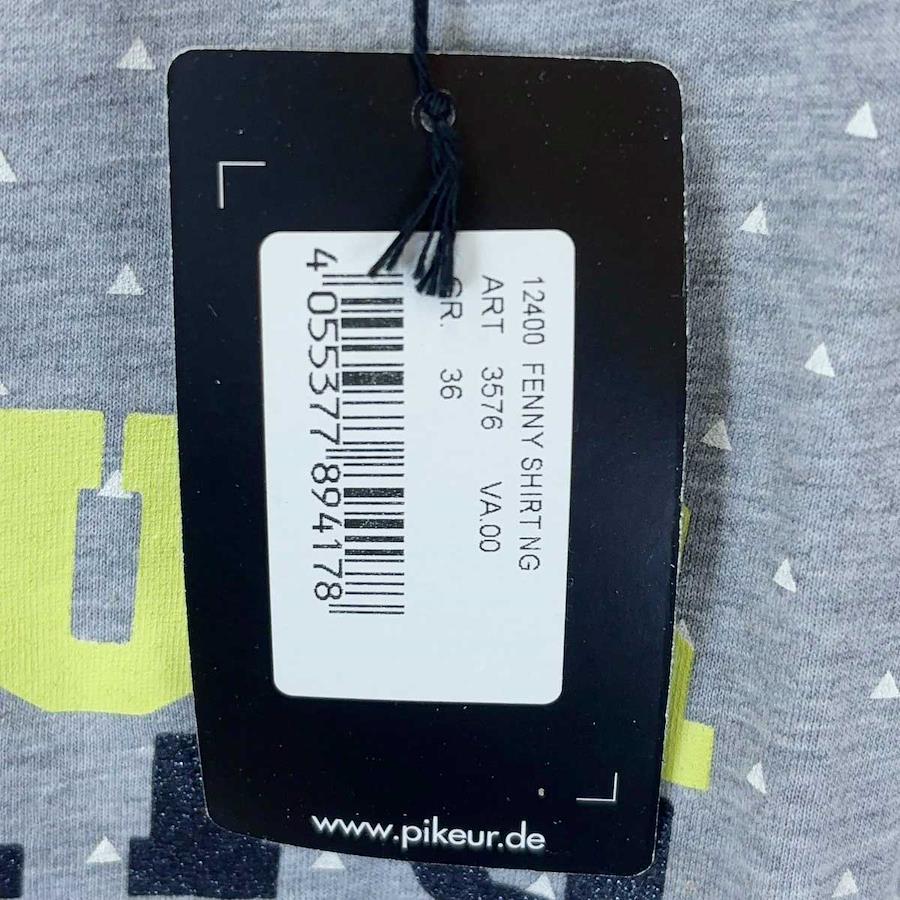 12400 FENNY SHIRT NG
ART 3576 VA.00
GR. 36
4 055377 894178
www.pikeur.de